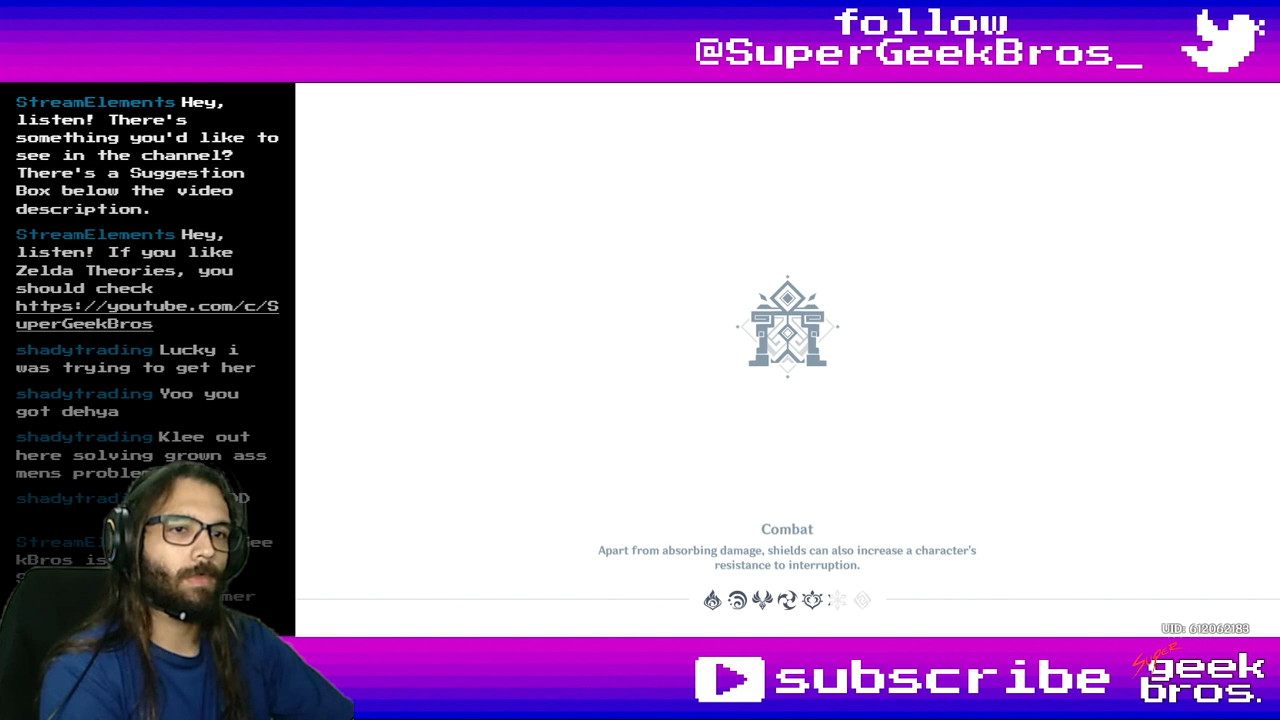 follow
@SuperGeekBros_
StreamElements Hey,
listen! There's
something you'd like to
see in the channel?
There's a Suggestion
Box below the video
description.
StreamElements Hey,
listen! If you like
Zelda Theories, you
should check
https://youtube.com/c/S
uperGeekBros
shadytrading Lucky i
was trying to get her
shadytrading Yoo you
got dehya
shadytrading Klee out
here solving grown ass
mens
Combat
Apart from absorbing damage, shields can also increase a character's
resistance to interruption.
UID: 612062183
subscribe
SUPER
geek
bros.